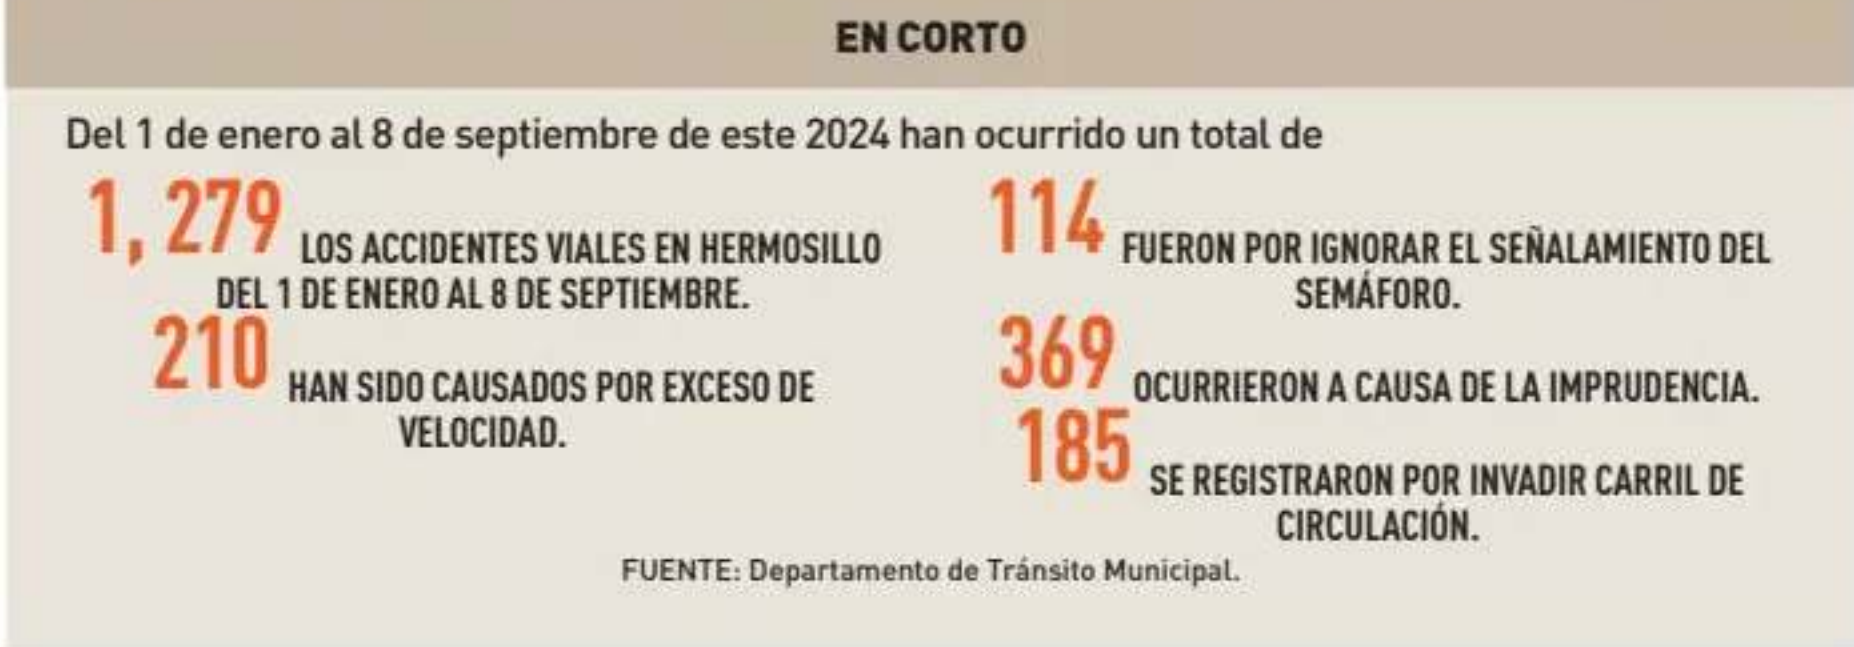 EN CORTO
Del 1 de enero al 8 de septiembre de este 2024 han ocurrido un total de
1, 279 LOS ACCIDENTES VIALES EN HERMOSILLO
DEL 1 DE ENERO AL 8 DE SEPTIEMBRE.
210 HAN SIDO CAUSADOS POR EXCESO DE
VELOCIDAD.
114 FUERON POR IGNORAR EL SEÑALAMIENTO DEL
SEMÁFORO.
369 OCURRIERON A CAUSA DE LA IMPRUDENCIA.
185 SE REGISTRARON POR INVADIR CARRIL DE
CIRCULACIÓN.
FUENTE: Departamento de Tránsito Municipal.